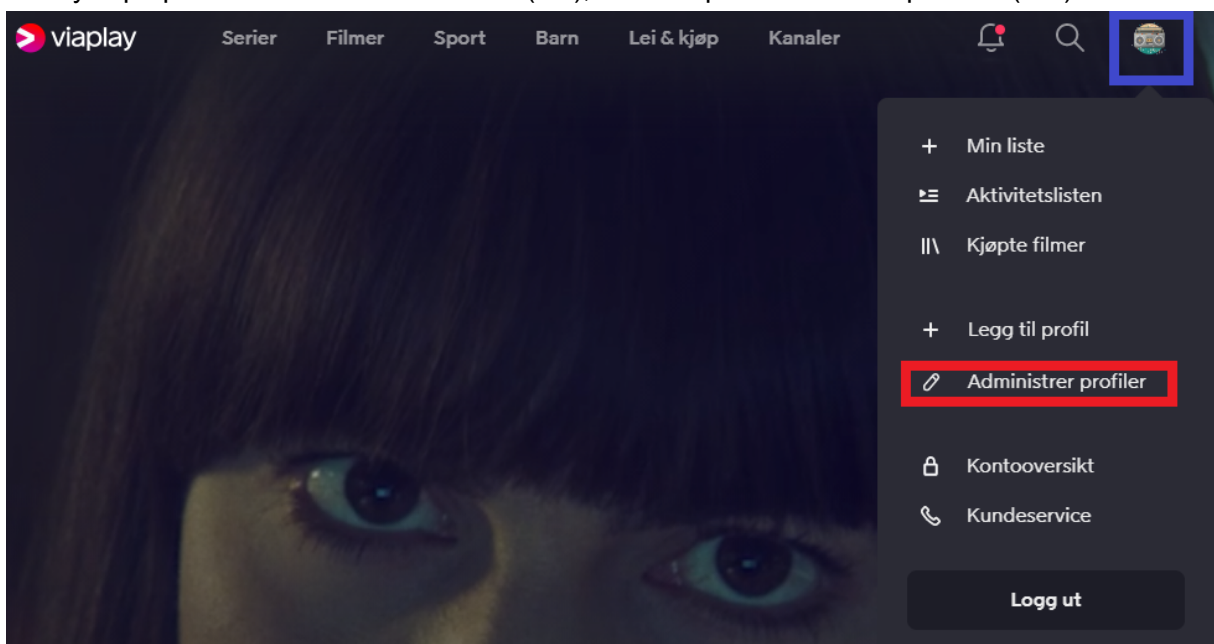 viaplay Serier Filmer Sport Barn Lei & kjøp Kanaler
+ Min liste
Aktivitetslisten
Kjøpte filmer
+ Legg til profil
Administrer profiler
Kontooversikt
Kundeservice
Logg ut